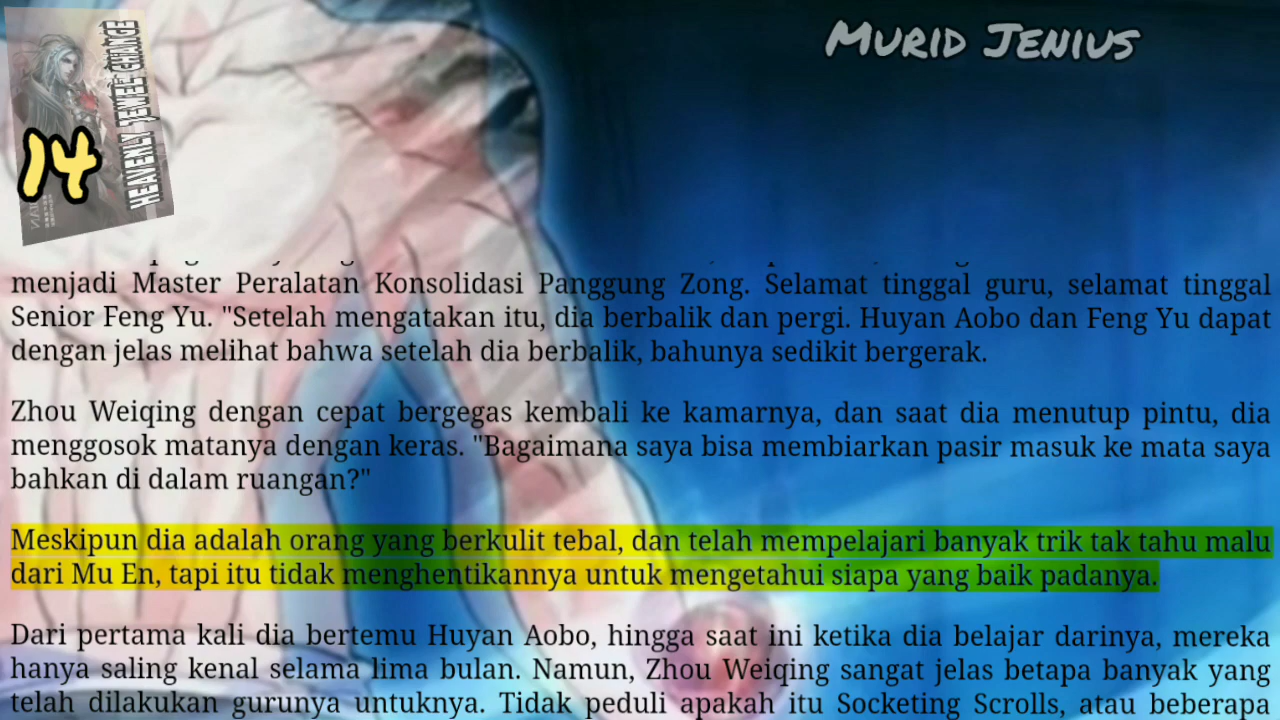 Murid Jenius
HEAVENLY JEWEL CHANGE
14
menjadi Master Peralatan Konsolidasi Panggung Zong. Selamat tinggal guru, selamat tinggal
Senior Feng Yu. "Setelah mengatakan itu, dia berbalik dan pergi. Huyan Aobo dan Feng Yu dapat
dengan jelas melihat bahwa setelah dia berbalik, bahunya sedikit bergerak.
Zhou Weiqing dengan cepat bergegas kembali ke kamarnya, dan saat dia menutup pintu, dia
menggosok matanya dengan keras. "Bagaimana saya bisa membiarkan pasir masuk ke mata saya
bahkan di dalam ruangan?"
Meskipun dia adalah orang yang berkulit tebal, dan telah mempelajari banyak trik tak tahu malu
dari Mu En, tapi itu tidak menghentikannya untuk mengetahui siapa yang baik padanya.
Dari pertama kali dia bertemu Huyan Aobo, hingga saat ini ketika dia belajar darinya, mereka
hanya saling kenal selama lima bulan. Namun, Zhou Weiqing sangat jelas betapa banyak yang
telah dilakukan gurunya untuknya. Tidak peduli apakah itu Socketing Scrolls, atau beberapa